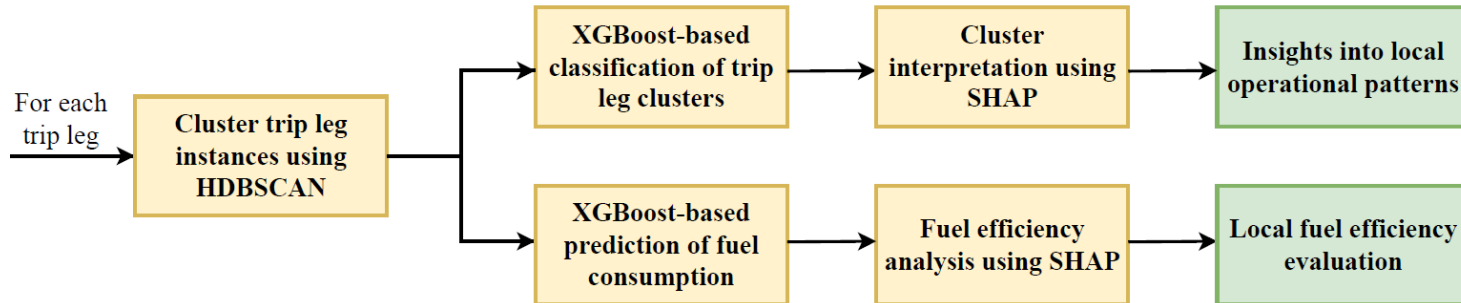 For each
trip leg
Cluster trip leg
instances using
HDBSCAN
XGBoost-based
classification of trip
leg clusters
Cluster
interpretation using
SHAP
Insights into local
operational patterns
XGBoost-based
prediction of fuel
consumption
Fuel efficiency
analysis using SHAP
Local fuel efficiency
evaluation